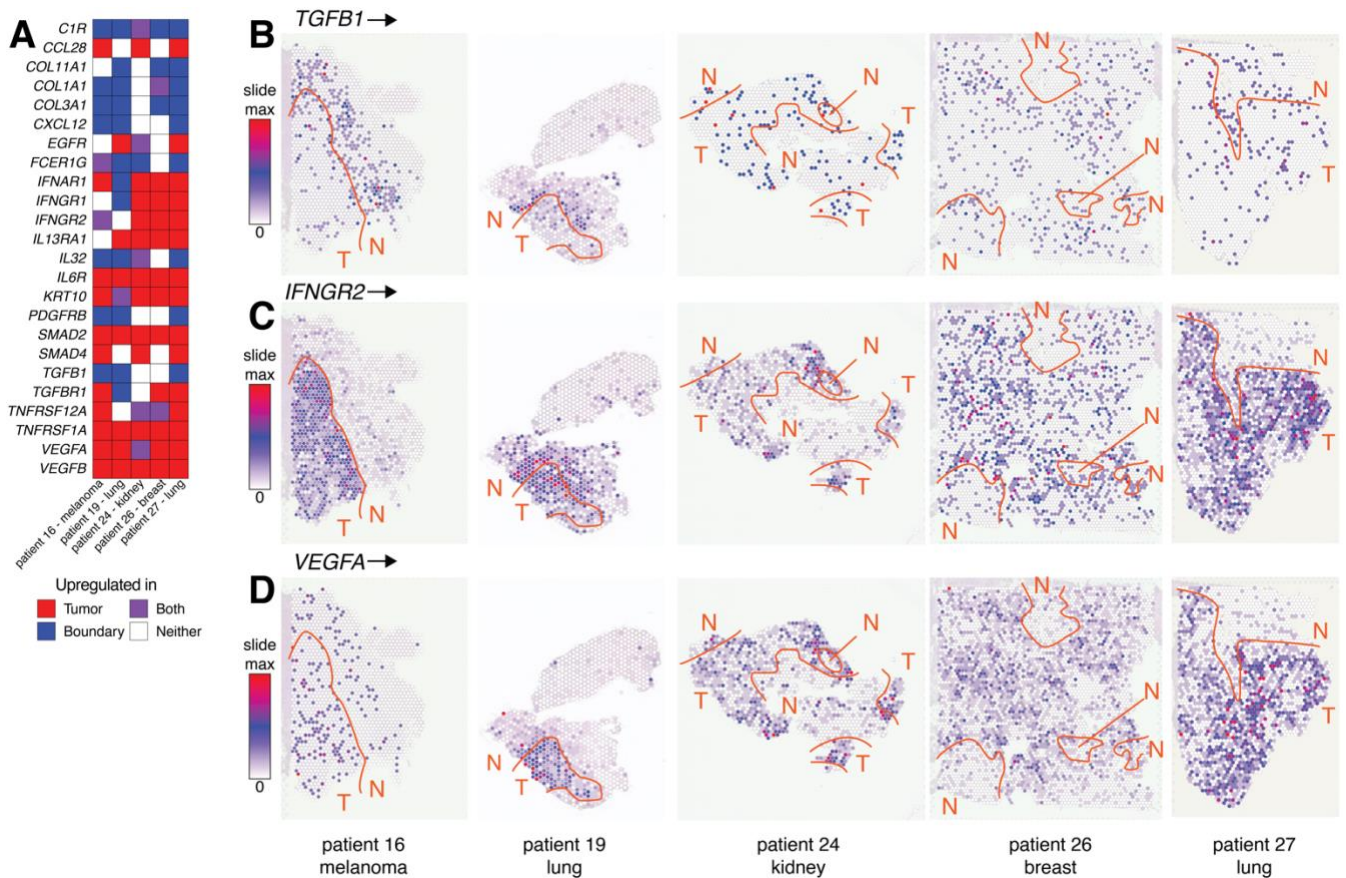 A
C1R
CCL28
COL11A1
COL1A1
COL3A1
CXCL12
EGFR
FCER1G
IFNAR1
IFNGR1
IFNGR2
IL13RA1
IL32
IL6R
KRT10
PDGFRB
SMAD2
SMAD4
TGFB1
TGFBR1
TNFRSF12A
TNFRSF1A
VEGFA
VEGFB
patient 16 - melanoma
patient 19 - lung
patient 24 - kidney
patient 26 - breast
patient 27 - lung
Upregulated in
Tumor
Both
Boundary
Neither
B
TGFB1→
slide
max
0
T N
N
T
N
N
T
T
N
T
N
N
N
N
N
T
C
IFNGR2→
slide
max
0
T N
N
T
N
N
T
T
N
T
N
N
N
N
N
T
D
VEGFA→
slide
max
0
T N
N
T
N
N
T
T
N
T
N
N
N
N
N
T
patient 16
melanoma
patient 19
lung
patient 24
kidney
patient 26
breast
patient 27
lung